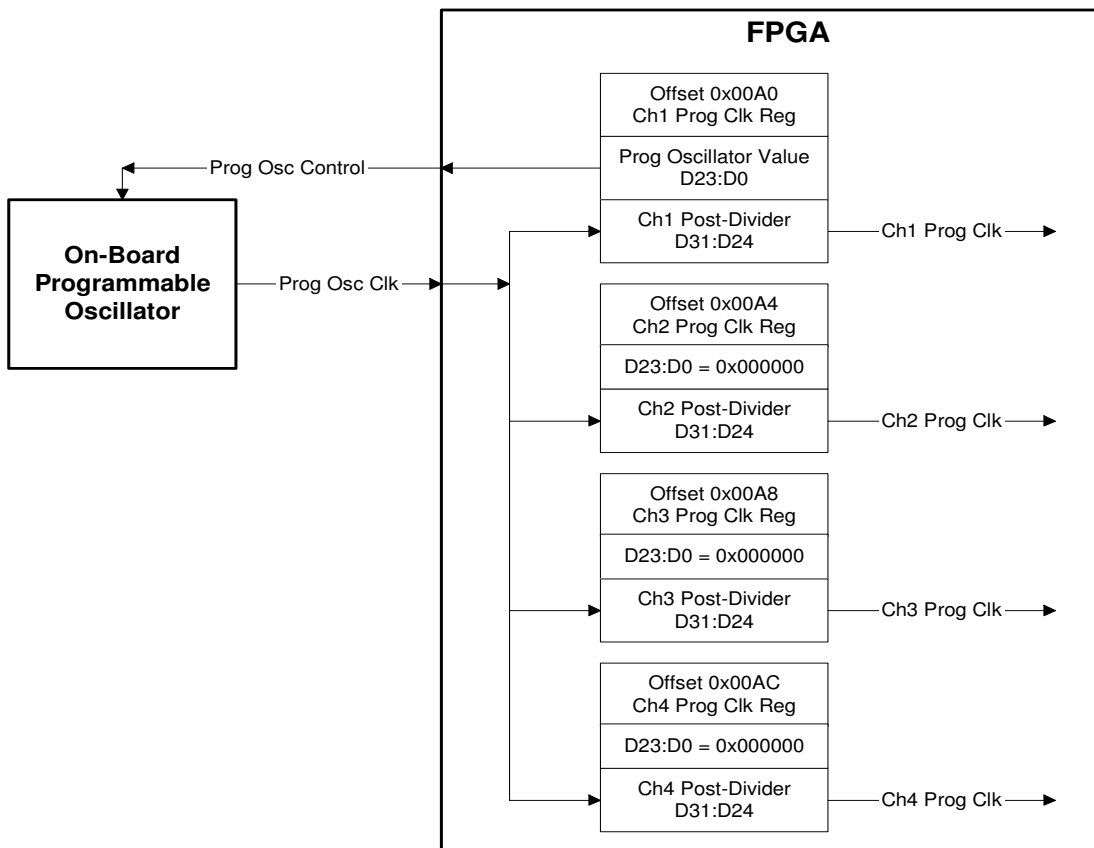 FPGA
Offset 0x00A0
Ch1 Prog Clk Reg
Prog Oscillator Value
D23:D0
Ch1 Post-Divider
D31:D24
Prog Osc Control
On-Board
Programmable
Oscillator
Prog Osc Clk
Ch1 Prog Clk
Offset 0x00A4
Ch2 Prog Clk Reg
D23:D0 = 0x000000
Ch2 Post-Divider
D31:D24
Ch2 Prog Clk
Offset 0x00A8
Ch3 Prog Clk Reg
D23:D0 = 0x000000
Ch3 Post-Divider
D31:D24
Ch3 Prog Clk
Offset 0x00AC
Ch4 Prog Clk Reg
D23:D0 = 0x000000
Ch4 Post-Divider
D31:D24
Ch4 Prog Clk